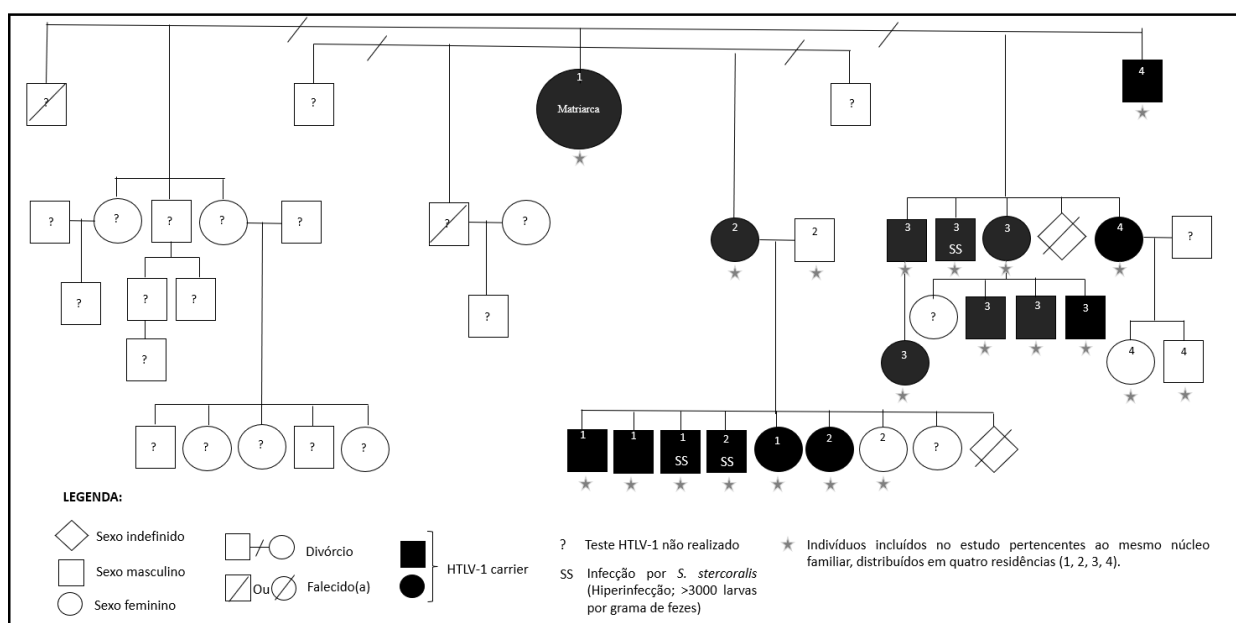 1
4
?
?
Matriarca
?
?
?
?
?
?
?
?
2
2
3
3
3
4
?
SS
?
?
?
?
?
3
3
3
?
3
4
4
?
?
?
?
?
1
1
1
2
1
2
2
?
SS
SS
LEGENDA:
Sexo indefinido
Sexo masculino
Sexo feminino
Divórcio
Ou
Falecido(a)
HTLV-1 carrier
? Teste HTLV-1 não realizado
SS Infecção por S. stercoralis
(Hiperinfecção; >3000 larvas
por grama de fezes)
Indivíduos incluídos no estudo pertencentes ao mesmo núcleo
familiar, distribuídos em quatro residências (1, 2, 3, 4).